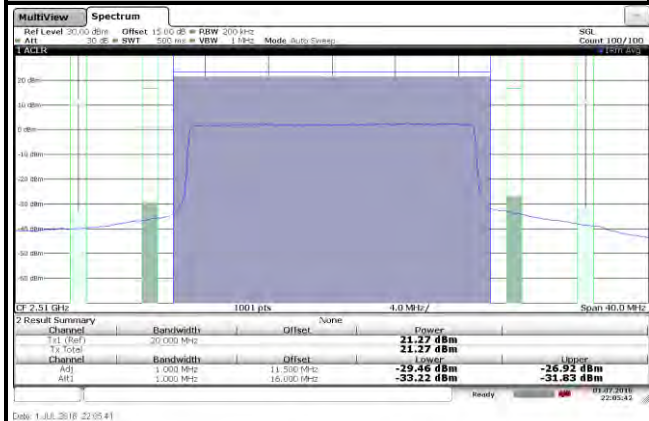 MultiView Spectrum
Ref Level 30.00 dBm Offset 15.00 dB RBW 200 kHz SGL
Att 30 dB SWT 500 ms VBW 1 MHz Mode Auto Sweep Count 100/100
1 ACLR 1Rm Avg
20 dBm
10 dBm
0 dBm
-10 dBm
-20 dBm
-30 dBm
-40 dBm
-50 dBm
-60 dBm
CF 2.51 GHz 1001 pts 4.0 MHz/ Span 40.0 MHz
2 Result Summary None
Channel Bandwidth Offset Power
Tx1 (Ref) 20.000 MHz 21.27 dBm
Tx Total 21.27 dBm
Channel Bandwidth Offset Lower Upper
Adj 1.000 MHz 11.500 MHz -29.46 dBm -26.92 dBm
Alt1 1.000 MHz 16.000 MHz -33.22 dBm -31.83 dBm
Ready 01.07.2016
22:05:42
Date: 1.JUL.2016 22:05:41